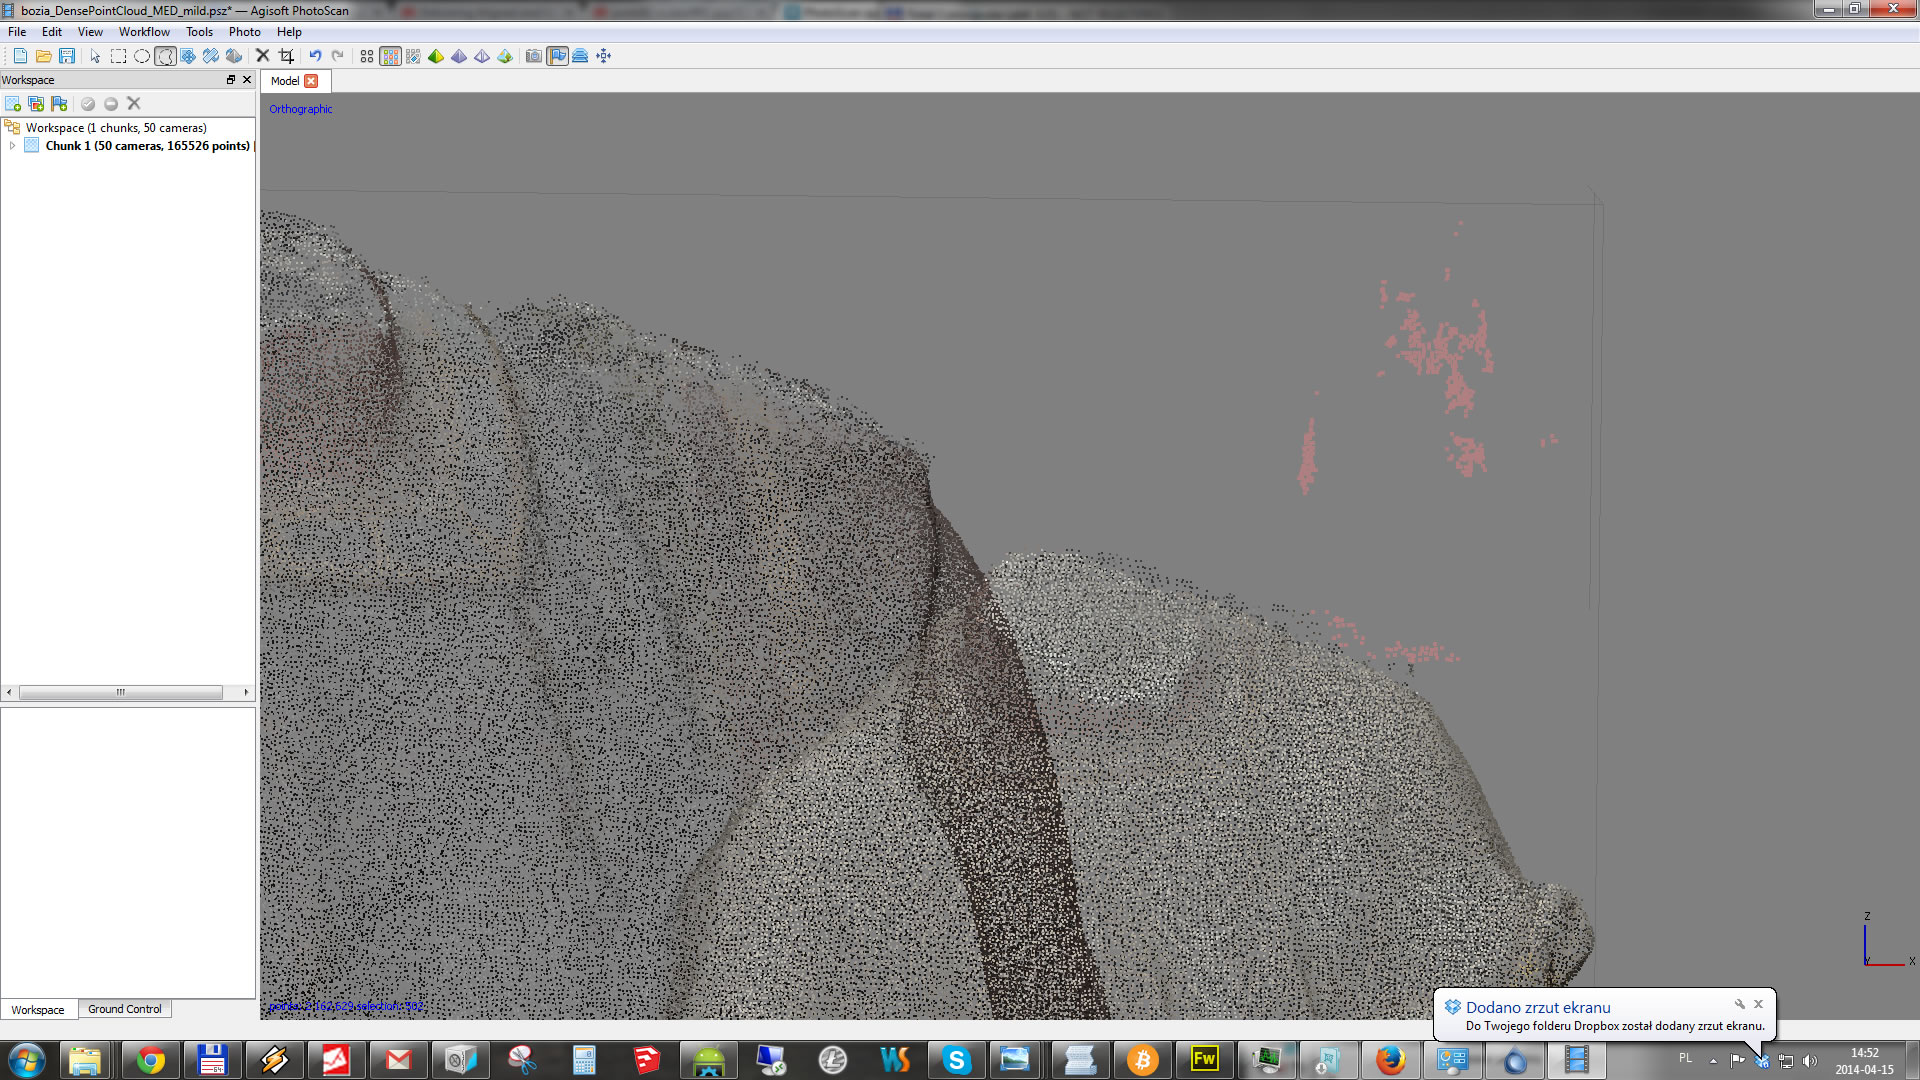 bozia_DensePointCloud_MED_mild.psz* — Agisoft PhotoScan
File Edit View Workflow Tools Photo Help
Workspace
Model
Orthographic
Workspace (1 chunks, 50 cameras)
Chunk 1 (50 cameras, 165526 points)
Z
X
Workspace
Ground Control
Dodano zrzut ekranu
Do Twojego folderu Dropbox został dodany zrzut ekranu.
64
Fw
PL
14:52
2014-04-15